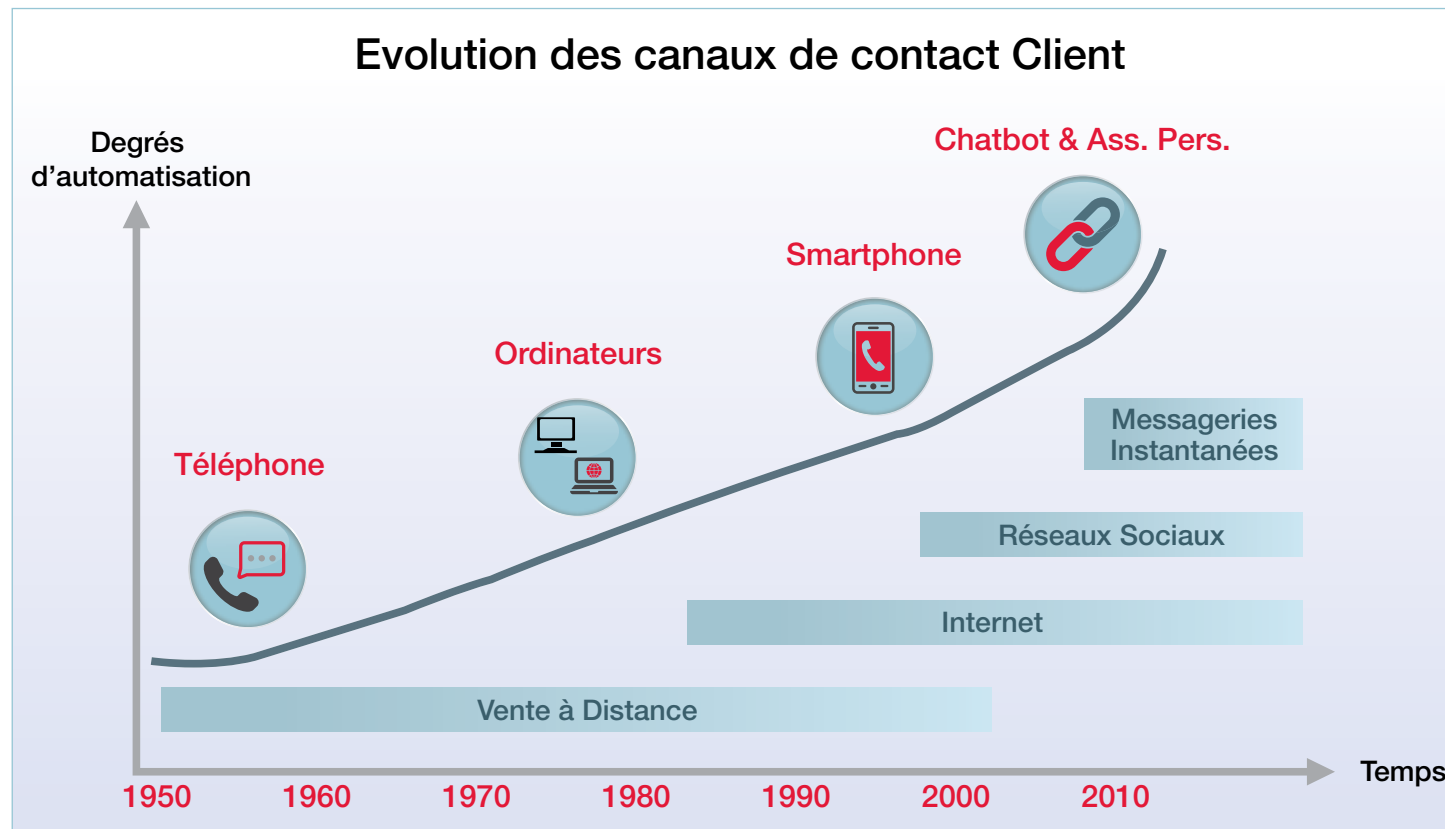 Evolution des canaux de contact Client
Degrés
d’automatisation
Chatbot & Ass. Pers.
Smartphone
Ordinateurs
Téléphone
Messageries
Instantanées
Réseaux Sociaux
Internet
Vente à Distance
Temps
1950 1960 1970 1980 1990 2000 2010